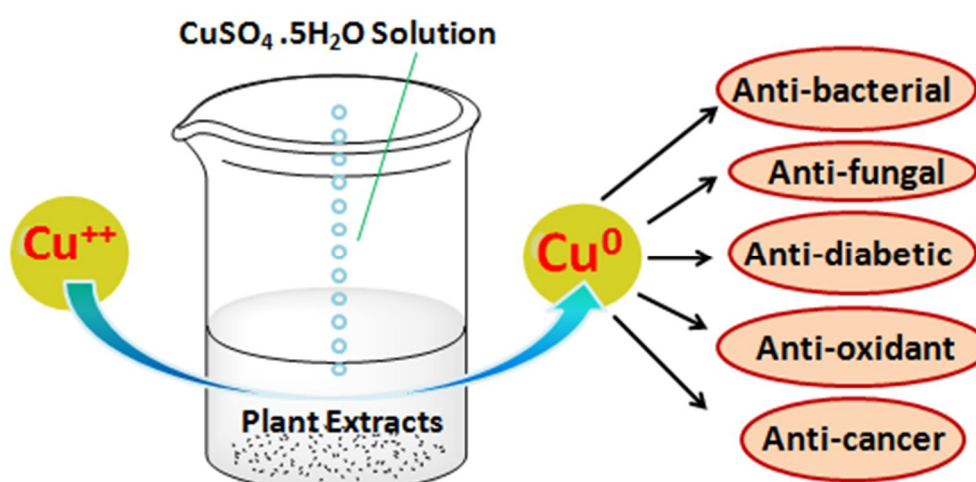 CuSO₄ .5H₂O Solution
Cu⁺⁺
Plant Extracts
Cu⁰
Anti-bacterial
Anti-fungal
Anti-diabetic
Anti-oxidant
Anti-cancer